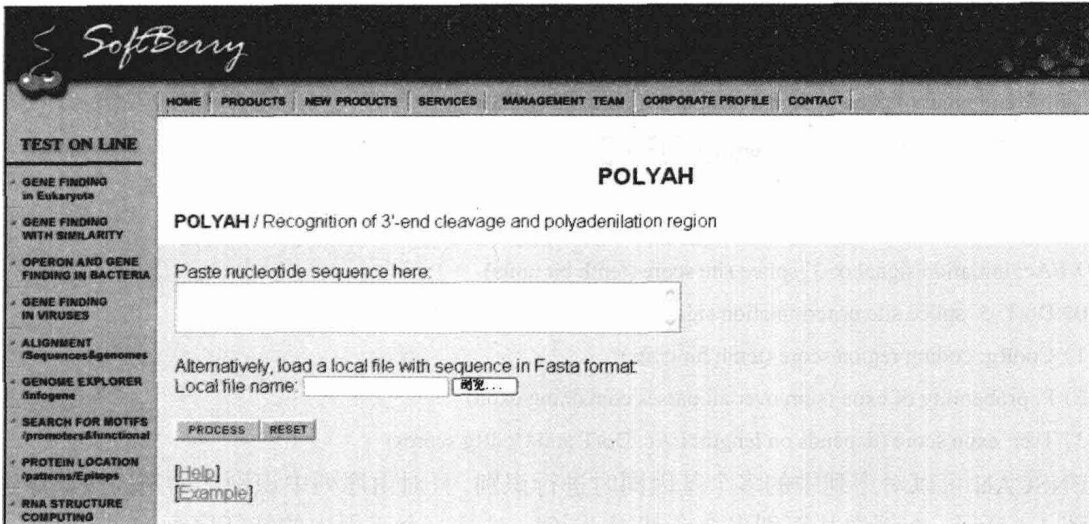 SoftBerry
HOME PRODUCTS NEW PRODUCTS SERVICES MANAGEMENT TEAM CORPORATE PROFILE CONTACT
TEST ON LINE
GENE FINDING
in Eukaryota
GENE FINDING
WITH SIMILARITY
OPERON AND GENE
FINDING IN BACTERIA
GENE FINDING
IN VIRUSES
ALIGNMENT
/Sequences&genomes
GENOME EXPLORER
/Infogene
SEARCH FOR MOTIFS
/promoters&functional
PROTEIN LOCATION
/patterns/Epitops
RNA STRUCTURE
COMPUTING
POLYAH
POLYAH / Recognition of 3'-end cleavage and polyadenilation region
Paste nucleotide sequence here:
Alternatively, load a local file with sequence in Fasta format:
Local file name: 浏览...
PROCESS RESET
[Help]
[Example]